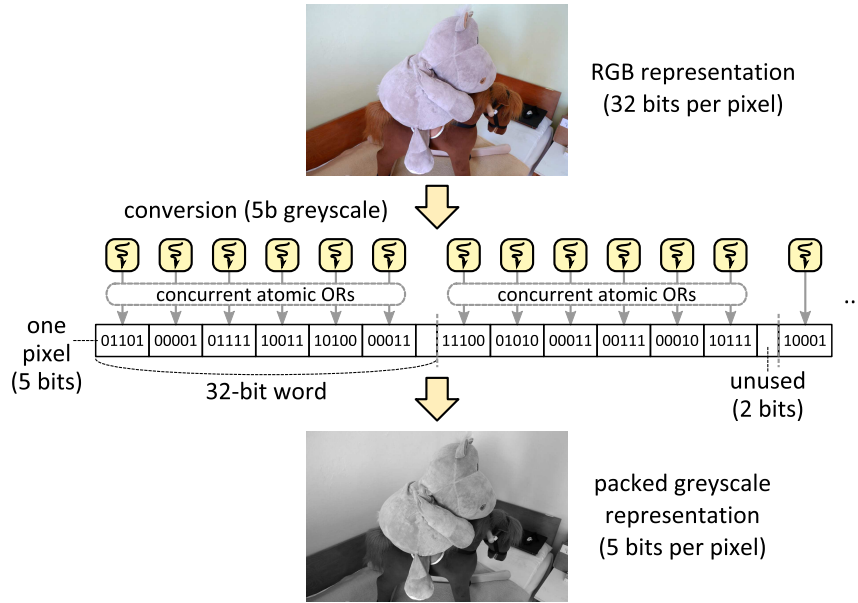 RGB representation
(32 bits per pixel)
conversion (5b greyscale)
concurrent atomic ORs
concurrent atomic ORs
..
one
pixel
(5 bits)
01101 00001 01111 10011 10100 00011 11100 01010 00011 00111 00010 10111 10001
32-bit word
unused
(2 bits)
packed greyscale
representation
(5 bits per pixel)